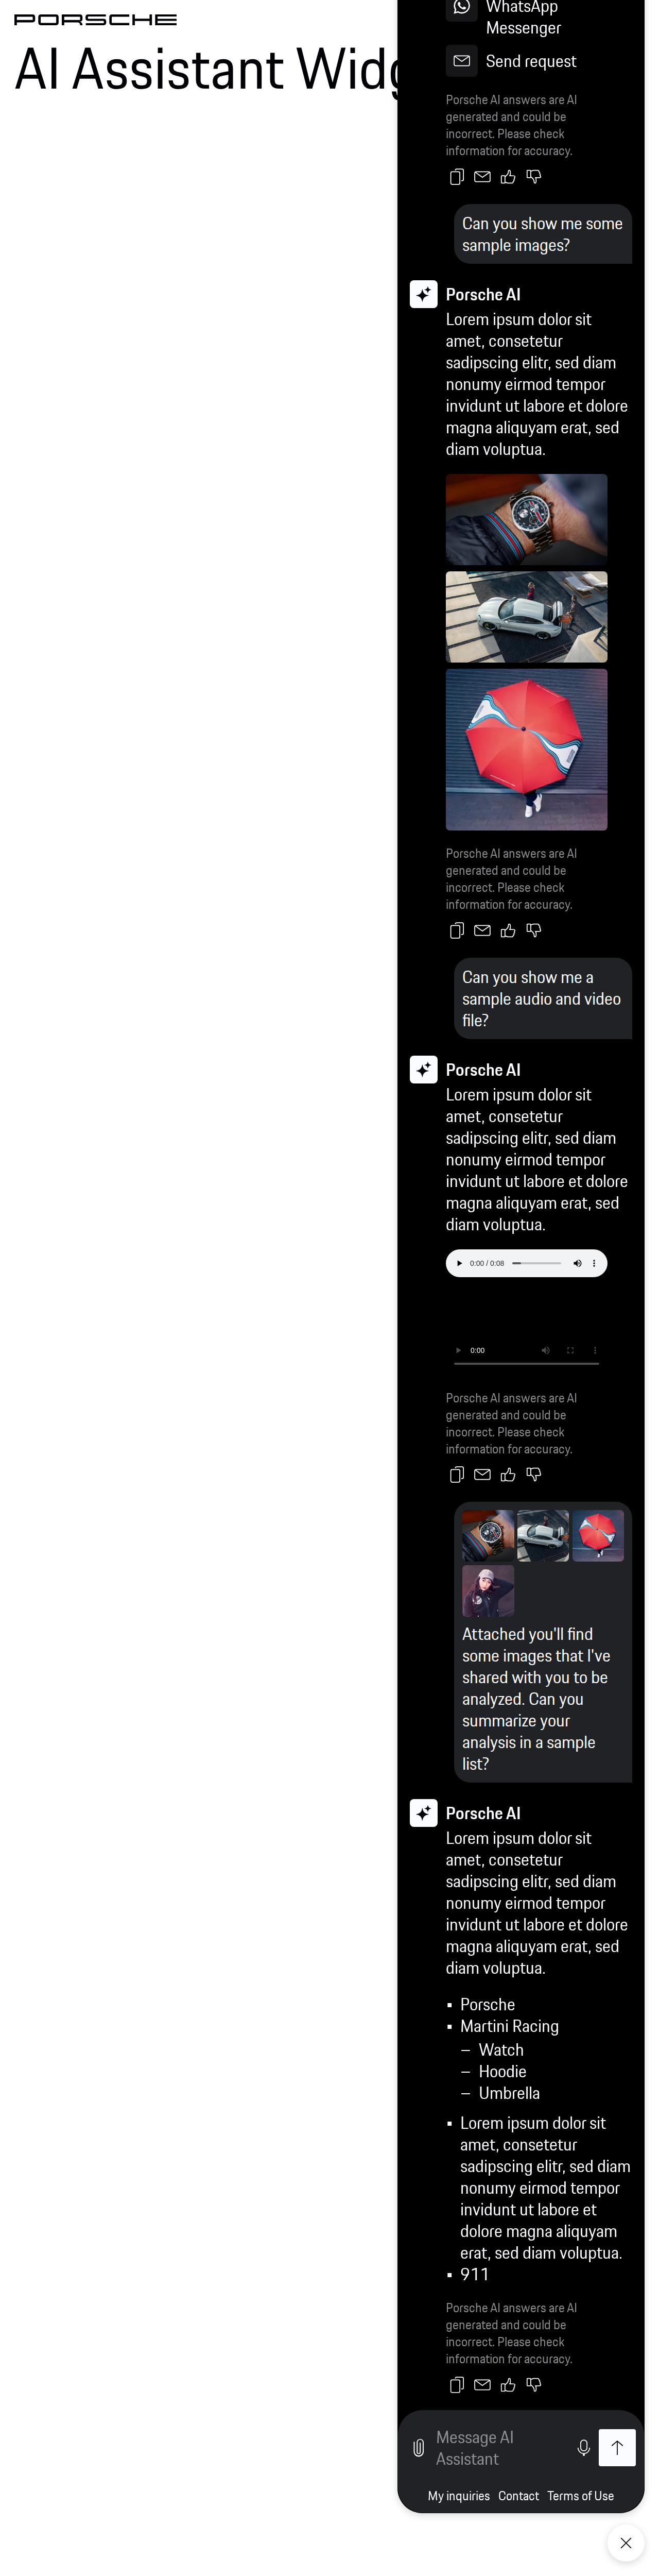 PORSCHE
AI Assistant Widg
WhatsApp
Messenger
Send request
Porsche AI answers are AI
generated and could be
incorrect. Please check
information for accuracy.
Can you show me some
sample images?
Porsche AI
Lorem ipsum dolor sit
amet, consetetur
sadipscing elitr, sed diam
nonumy eirmod tempor
invidunt ut labore et dolore
magna aliquyam erat, sed
diam voluptua.
Porsche AI answers are AI
generated and could be
incorrect. Please check
information for accuracy.
Can you show me a
sample audio and video
file?
Porsche AI
Lorem ipsum dolor sit
amet, consetetur
sadipscing elitr, sed diam
nonumy eirmod tempor
invidunt ut labore et dolore
magna aliquyam erat, sed
diam voluptua.
0:00 / 0:08
0:00
Porsche AI answers are AI
generated and could be
incorrect. Please check
information for accuracy.
Attached you'll find
some images that I've
shared with you to be
analyzed. Can you
summarize your
analysis in a sample
list?
Porsche AI
Lorem ipsum dolor sit
amet, consetetur
sadipscing elitr, sed diam
nonumy eirmod tempor
invidunt ut labore et dolore
magna aliquyam erat, sed
diam voluptua.
▪ Porsche
▪ Martini Racing
– Watch
– Hoodie
– Umbrella
▪ Lorem ipsum dolor sit
amet, consetetur
sadipscing elitr, sed diam
nonumy eirmod tempor
invidunt ut labore et
dolore magna aliquyam
erat, sed diam voluptua.
▪ 911
Porsche AI answers are AI
generated and could be
incorrect. Please check
information for accuracy.
Message AI
Assistant
My inquiries Contact Terms of Use